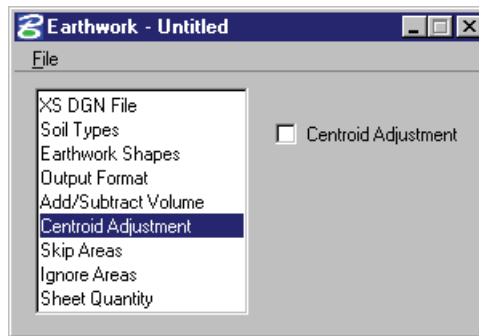 Earthwork - Untitled
File
XS DGN File
Soil Types
Earthwork Shapes
Output Format
Add/Subtract Volume
Centroid Adjustment
Skip Areas
Ignore Areas
Sheet Quantity
Centroid Adjustment